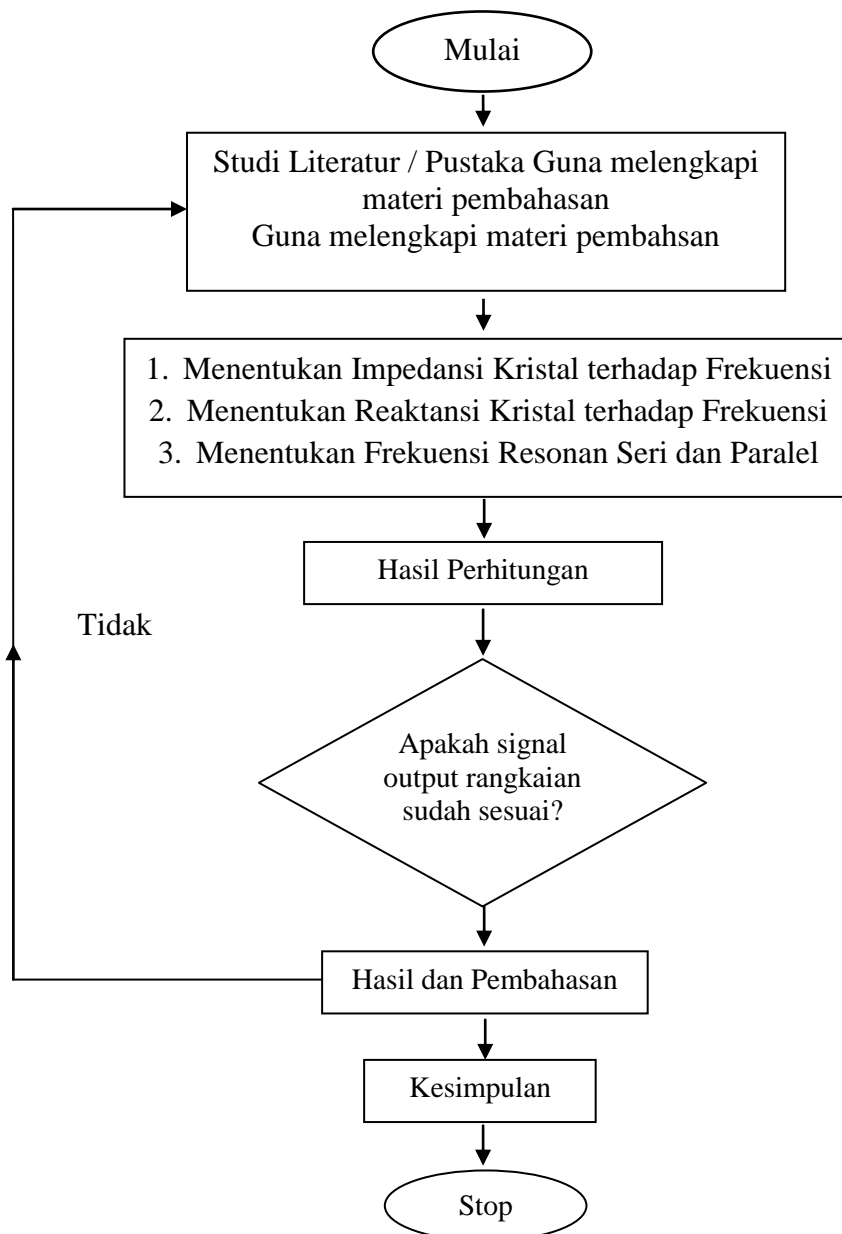 Mulai
Studi Literatur / Pustaka Guna melengkapi
materi pembahasan
Guna melengkapi materi pembahsan
1. Menentukan Impedansi Kristal terhadap Frekuensi
2. Menentukan Reaktansi Kristal terhadap Frekuensi
3. Menentukan Frekuensi Resonan Seri dan Paralel
Hasil Perhitungan
Tidak
Apakah signal
output rangkaian
sudah sesuai?
Hasil dan Pembahasan
Kesimpulan
Stop